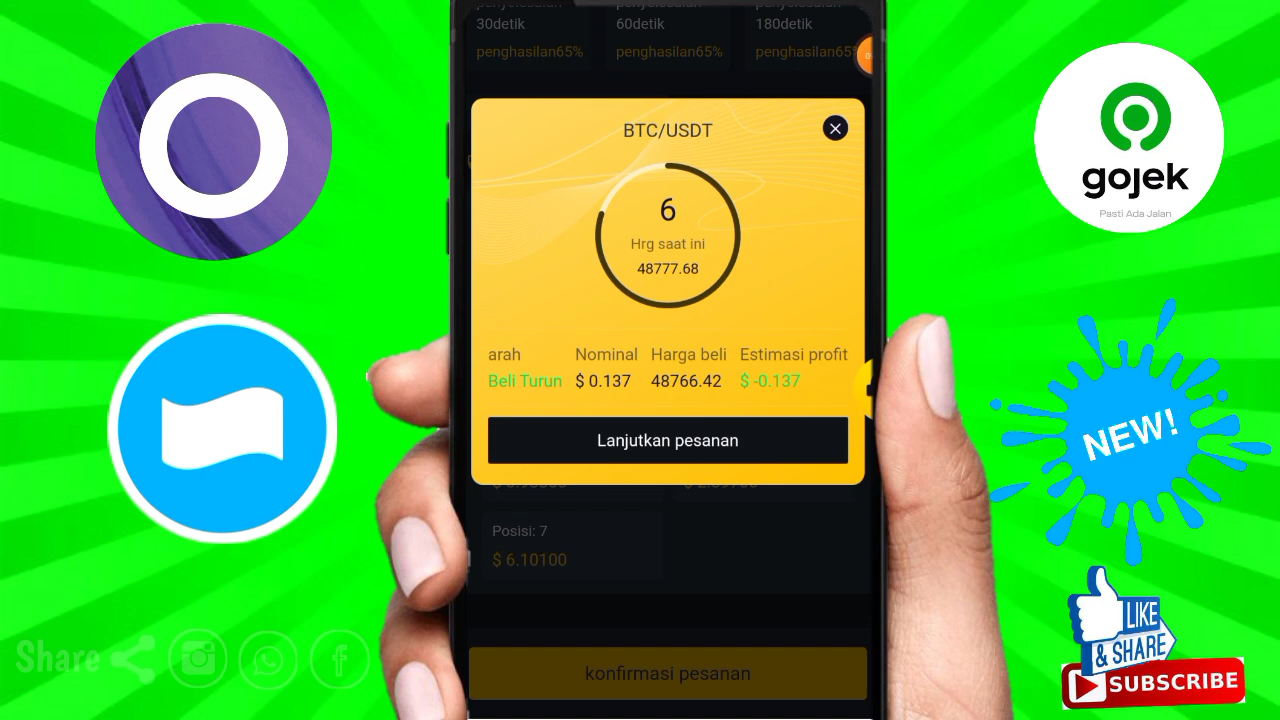 30detik
60detik
180detik
penghasilan65%
penghasilan65%
penghasilan65%
BTC/USDT
6
Hrg saat ini
48777.68
arah
Nominal
Harga beli
Estimasi profit
Beli Turun
$ 0.137
48766.42
$ -0.137
Lanjutkan pesanan
Posisi: 7
$ 6.10100
konfirmasi pesanan
gojek
Pasti Ada Jalan
NEW!
LIKE
& SHARE
SUBSCRIBE
Share